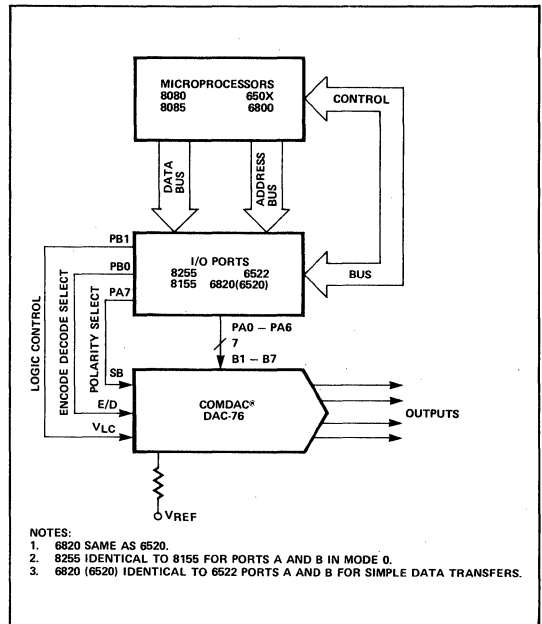 MICROPROCESSORS
8080 650X
8085 6800
CONTROL
DATA BUS
ADDRESS BUS
PB1
PB0
PA7
I/O PORTS
8255 6522
8155 6820(6520)
BUS
LOGIC CONTROL
ENCODE DECODE SELECT
POLARITY SELECT
PA0 – PA6
7
B1 – B7
SB
E/D
VLC
COMDAC®
DAC-76
OUTPUTS
VREF
NOTES:
1. 6820 SAME AS 6520.
2. 8255 IDENTICAL TO 8155 FOR PORTS A AND B IN MODE 0.
3. 6820 (6520) IDENTICAL TO 6522 PORTS A AND B FOR SIMPLE DATA TRANSFERS.